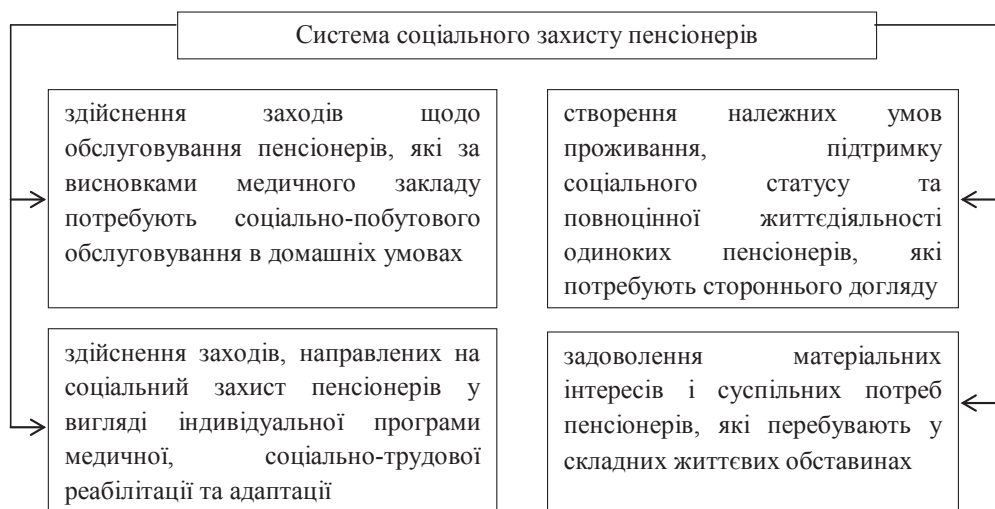 Система соціального захисту пенсіонерів
здійснення заходів щодо
обслуговування пенсіонерів, які за
висновками медичного закладу
потребують соціально-побутового
обслуговування в домашніх умовах
створення належних умов
проживання, підтримку
соціального статусу та
повноцінної життєдіяльності
одиноких пенсіонерів, які
потребують стороннього догляду
здійснення заходів, направлених на
соціальний захист пенсіонерів у
вигляді індивідуальної програми
медичної, соціально-трудової
реабілітації та адаптації
задоволення матеріальних
інтересів і суспільних потреб
пенсіонерів, які перебувають у
складних життєвих обставинах